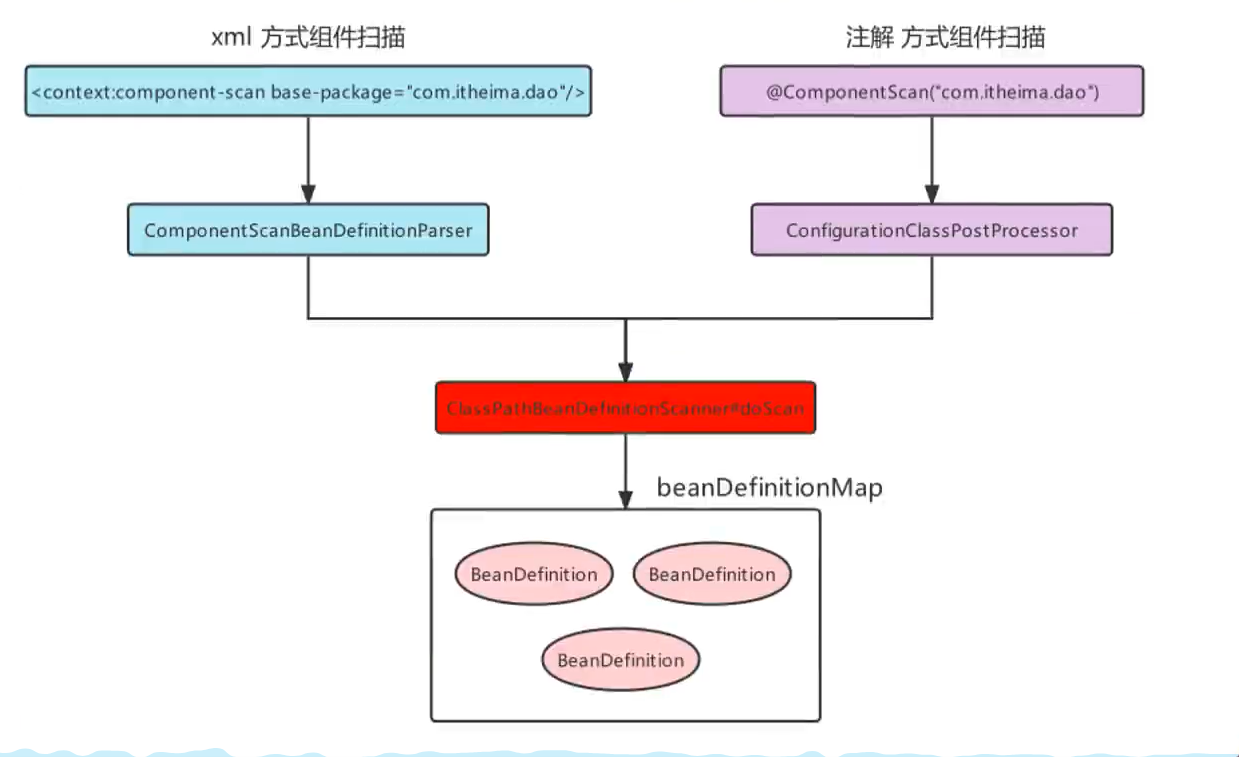 xml 方式组件扫描
注解 方式组件扫描
<context:component-scan base-package="com.itheima.dao"/>
@ComponentScan("com.itheima.dao")
ComponentScanBeanDefinitionParser
ConfigurationClassPostProcessor
ClassPathBeanDefinitionScanner#doScan
beanDefinitionMap
BeanDefinition
BeanDefinition
BeanDefinition